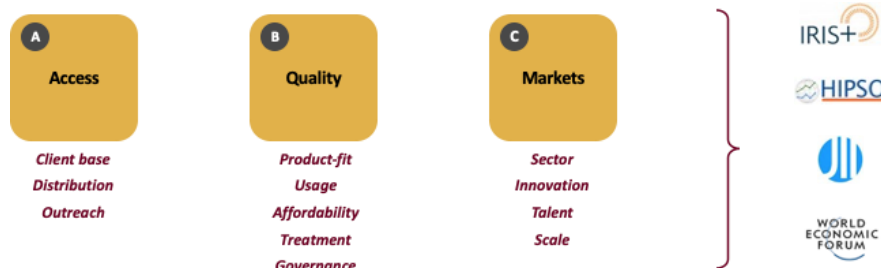 A
Access
Client base
Distribution
Outreach
B
Quality
Product-fit
Usage
Affordability
Treatment
Governance
C
Markets
Sector
Innovation
Talent
Scale
IRIS+
HIPSO
WORLD
ECONOMIC
FORUM